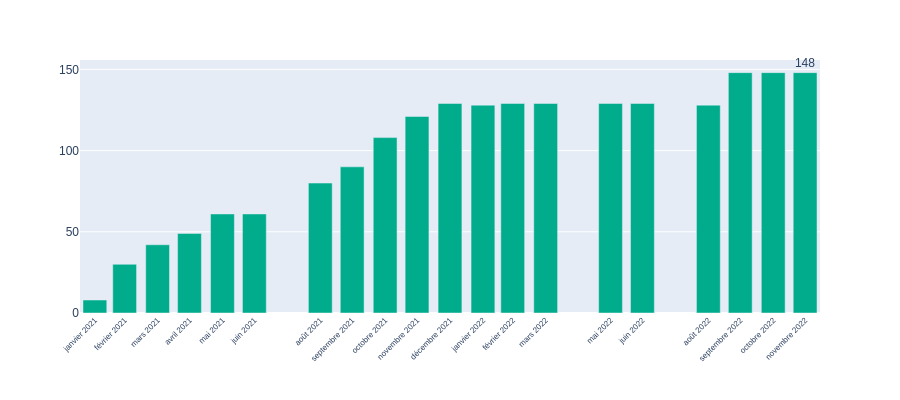 148
150
100
50
0
janvier 2021
février 2021
mars 2021
avril 2021
mai 2021
juin 2021
août 2021
septembre 2021
octobre 2021
novembre 2021
décembre 2021
janvier 2022
février 2022
mars 2022
mai 2022
juin 2022
août 2022
septembre 2022
octobre 2022
novembre 2022